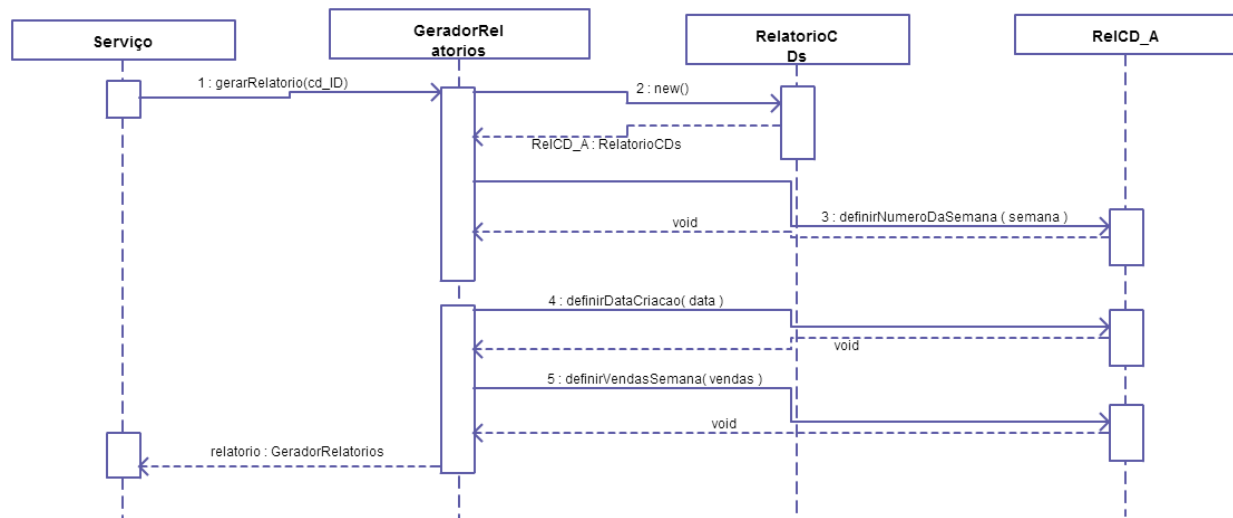 Serviço
GeradorRel
atorios
RelatorioC
Ds
RelCD_A
1 : gerarRelatorio(cd_ID)
2 : new()
RelCD_A : RelatorioCDs
3 : definirNumeroDaSemana ( semana )
void
4 : definirDataCriacao( data )
void
5 : definirVendasSemana( vendas )
void
relatorio : GeradorRelatorios